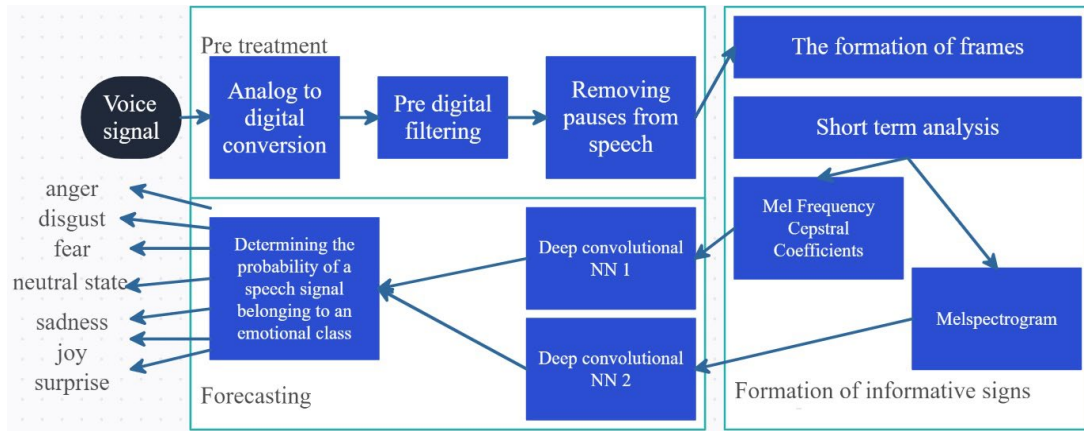 Pre treatment
Voice
signal
Analog to
digital
conversion
Pre digital
filtering
Removing
pauses from
speech
The formation of frames
Short term analysis
Mel Frequency
Cepstral
Coefficients
Melspectrogram
Formation of informative signs
Deep convolutional
NN 1
Deep convolutional
NN 2
Forecasting
Determining the
probability of a
speech signal
belonging to an
emotional class
anger
disgust
fear
neutral state
sadness
joy
surprise